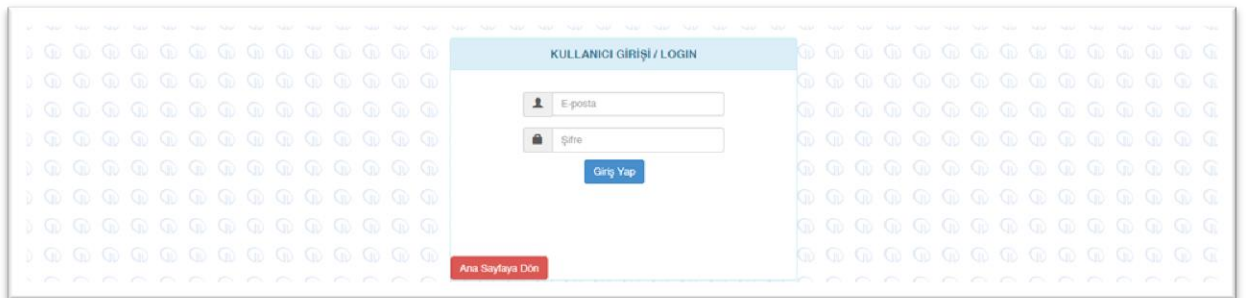 KULLANICI GİRİŞİ / LOGIN
E-posta
Şifre
Giriş Yap
Ana Sayfaya Dön